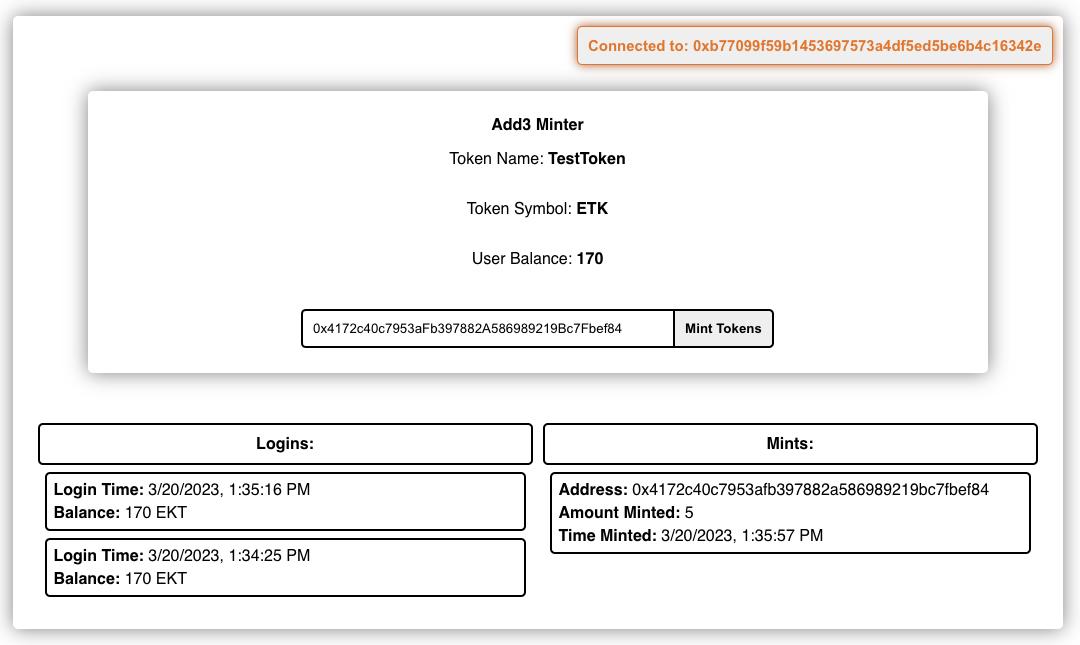 Connected to: 0xb77099f59b1453697573a4df5ed5be6b4c16342e
Add3 Minter
Token Name: TestToken
Token Symbol: ETK
User Balance: 170
0x4172c40c7953aFb397882A586989219Bc7Fbef84 Mint Tokens
Logins:
Login Time: 3/20/2023, 1:35:16 PM
Balance: 170 EKT
Login Time: 3/20/2023, 1:34:25 PM
Balance: 170 EKT
Mints:
Address: 0x4172c40c7953afb397882a586989219bc7fbef84
Amount Minted: 5
Time Minted: 3/20/2023, 1:35:57 PM